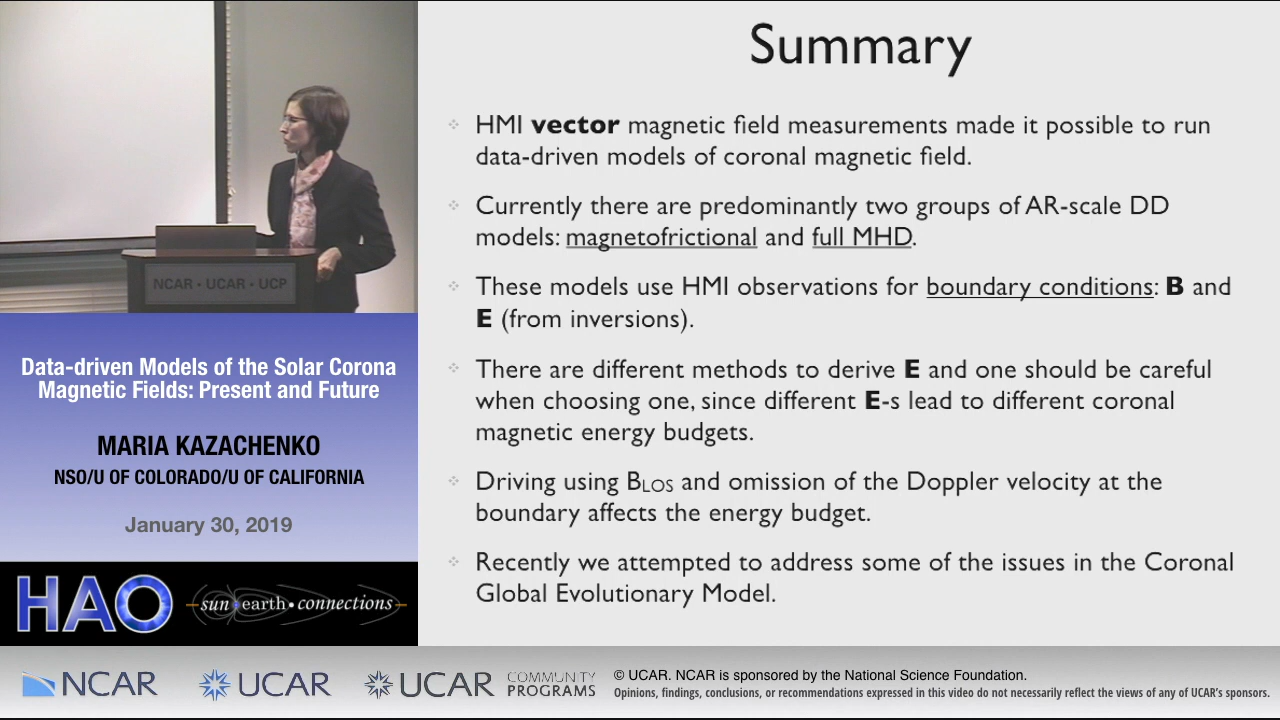 NCAR • UCAR • UCP
Data-driven Models of the Solar Corona
Magnetic Fields: Present and Future
MARIA KAZACHENKO
NSO/U OF COLORADO/U OF CALIFORNIA
January 30, 2019
HAO
sun•earth•connections
Summary
HMI vector magnetic field measurements made it possible to run
data-driven models of coronal magnetic field.
Currently there are predominantly two groups of AR-scale DD
models: magnetofrictional and full MHD.
These models use HMI observations for boundary conditions: B and
E (from inversions).
There are different methods to derive E and one should be careful
when choosing one, since different E-s lead to different coronal
magnetic energy budgets.
Driving using BLOS and omission of the Doppler velocity at the
boundary affects the energy budget.
Recently we attempted to address some of the issues in the Coronal
Global Evolutionary Model.
NCAR
UCAR
UCAR COMMUNITY
PROGRAMS
© UCAR. NCAR is sponsored by the National Science Foundation.
Opinions, findings, conclusions, or recommendations expressed in this video do not necessarily reflect the views of any of UCAR's sponsors.